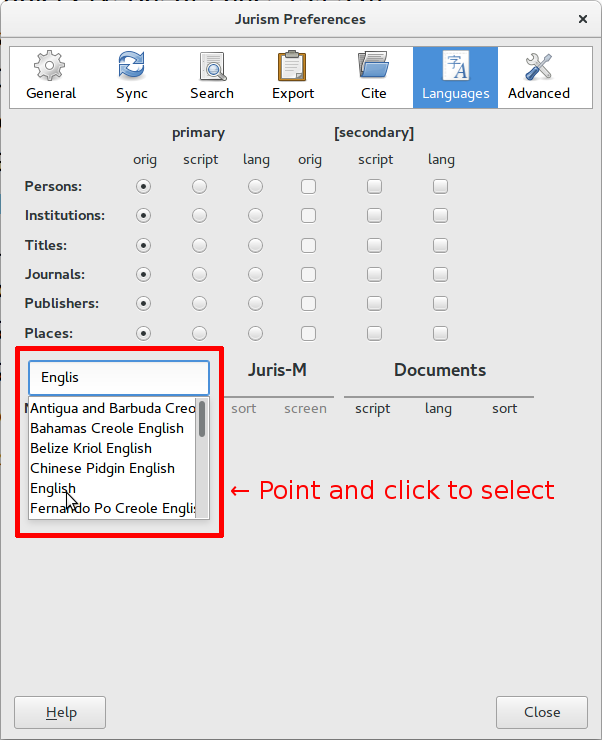 Jurism Preferences
General Sync Search Export Cite Languages Advanced
primary [secondary]
orig script lang orig script lang
Persons:
Institutions:
Titles:
Journals:
Publishers:
Places:
Englis Juris-M Documents
sort screen script lang sort
Antigua and Barbuda Creo
Bahamas Creole English
Belize Kriol English
Chinese Pidgin English
English
← Point and click to select
Fernando Po Creole Englis
Help Close